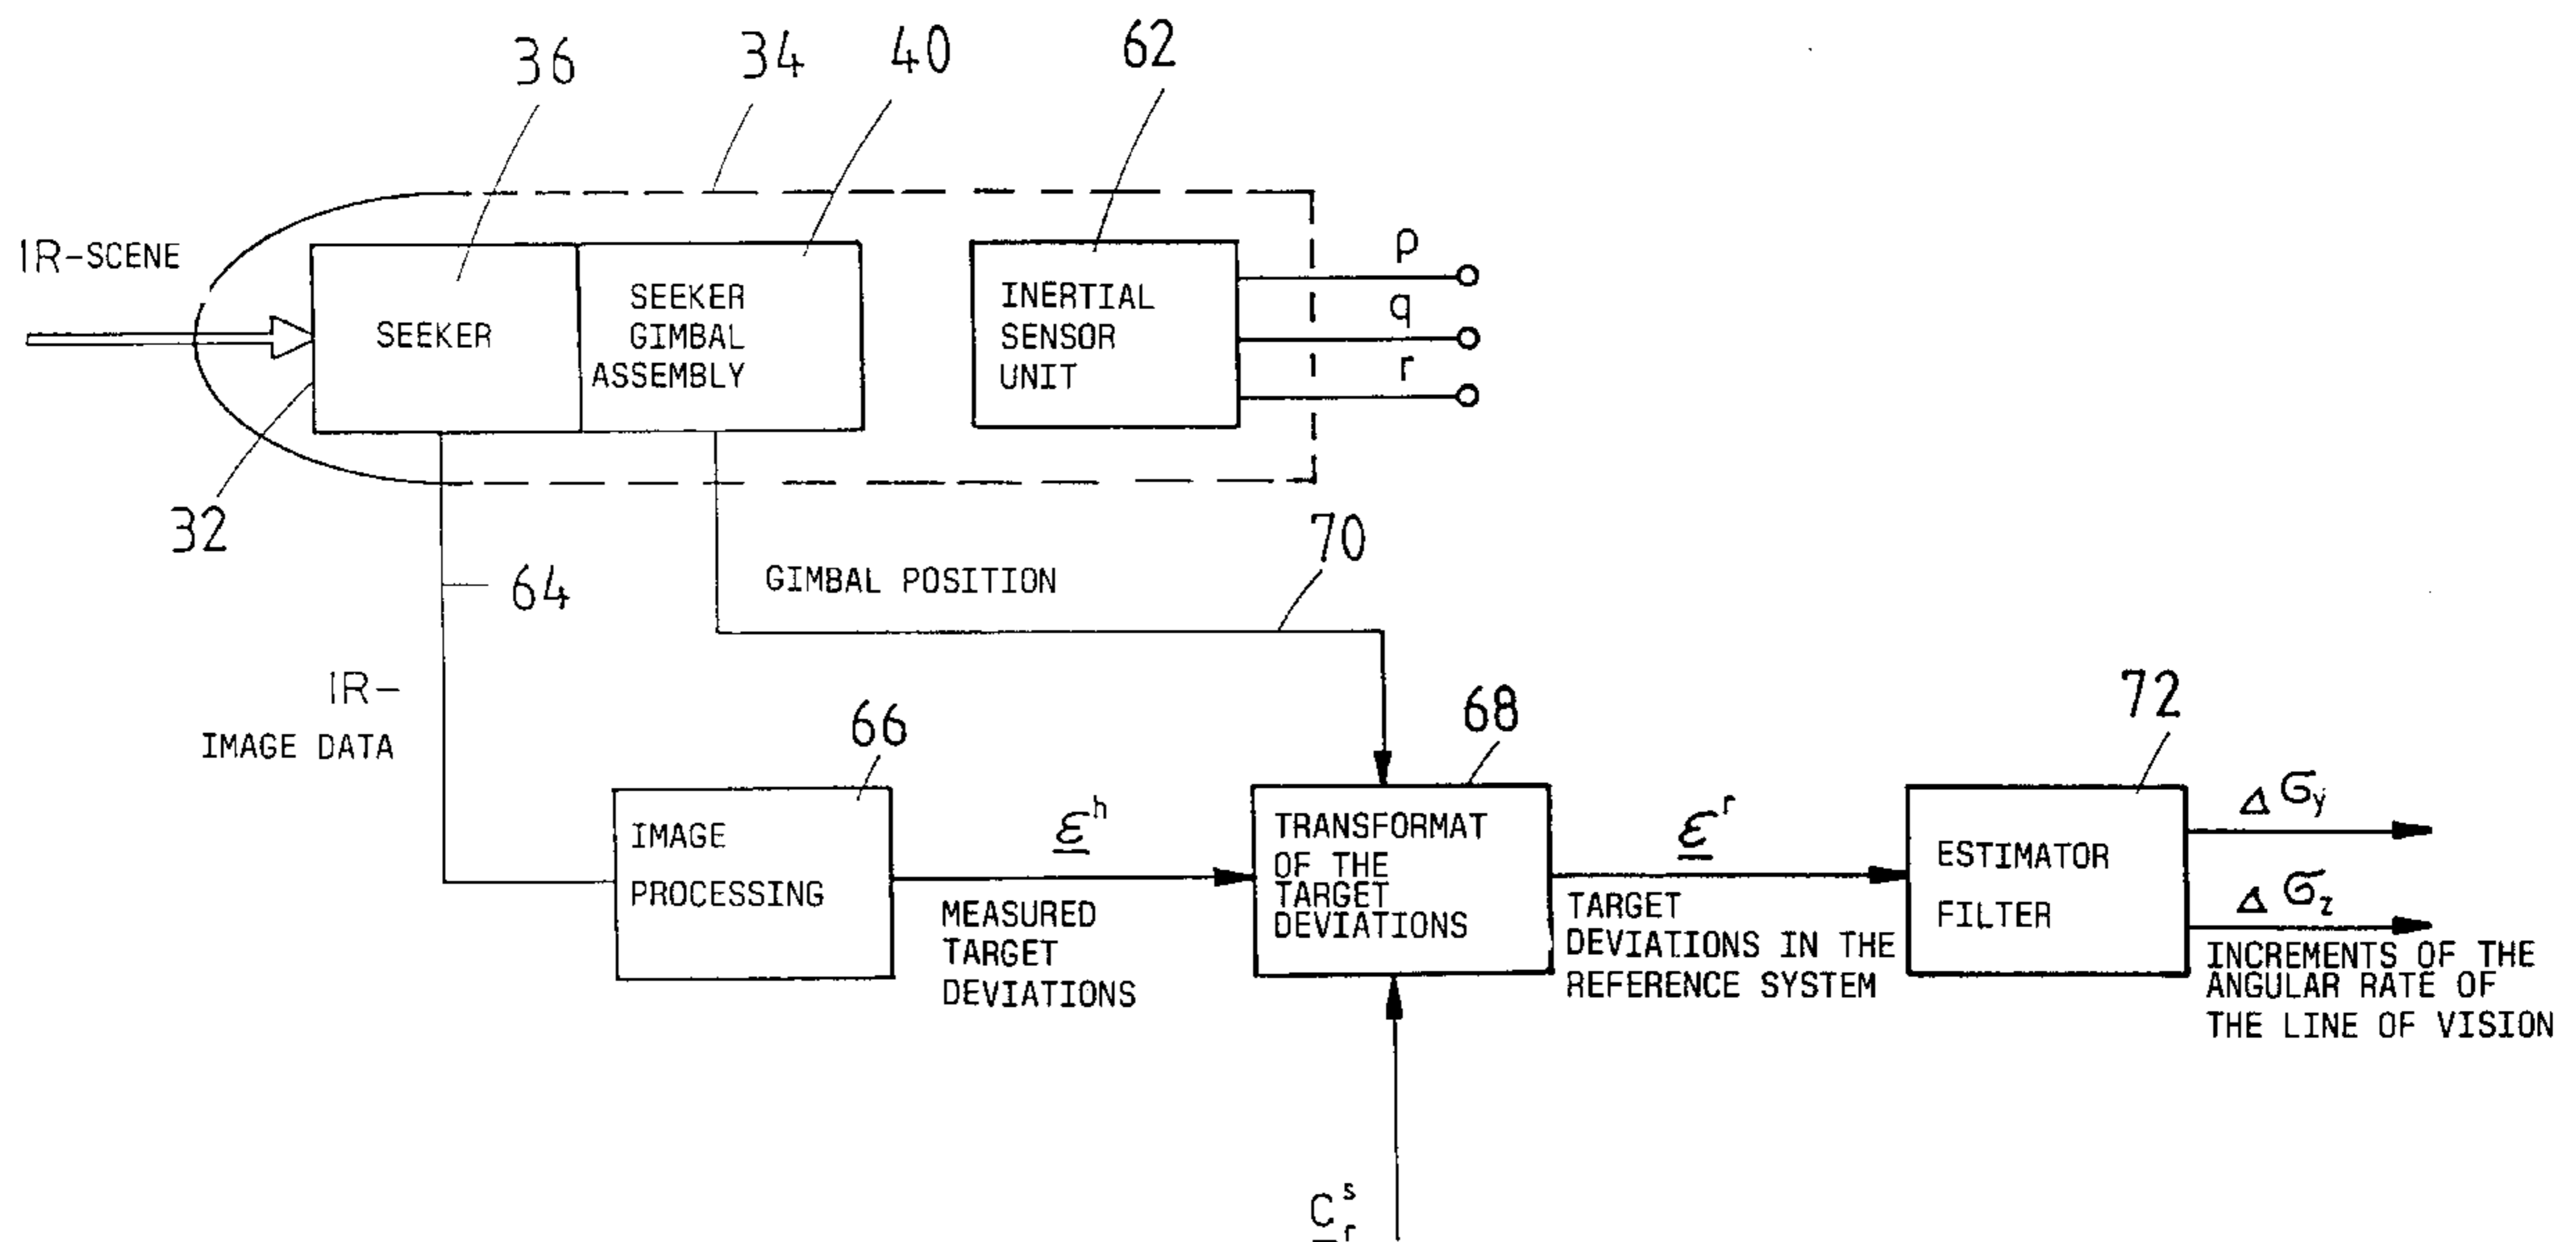 36
34
40
62
IR-SCENE
SEEKER
SEEKER
GIMBAL
ASSEMBLY
INERTIAL
SENSOR
UNIT
p
q
r
32
64
GIMBAL POSITION
70
IR-
IMAGE DATA
66
IMAGE
PROCESSING
ε^h
MEASURED
TARGET
DEVIATIONS
68
TRANSFORMAT
OF THE
TARGET
DEVIATIONS
ε^r
TARGET
DEVIATIONS IN THE
REFERENCE SYSTEM
72
ESTIMATOR
FILTER
Δ σ_y
Δ σ_z
INCREMENTS OF THE
ANGULAR RATE OF
THE LINE OF VISION
C^s_r